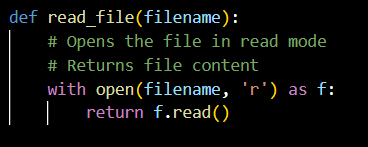 def read_file(filename):
    # Opens the file in read mode
    # Returns file content
    with open(filename, 'r') as f:
        return f.read()